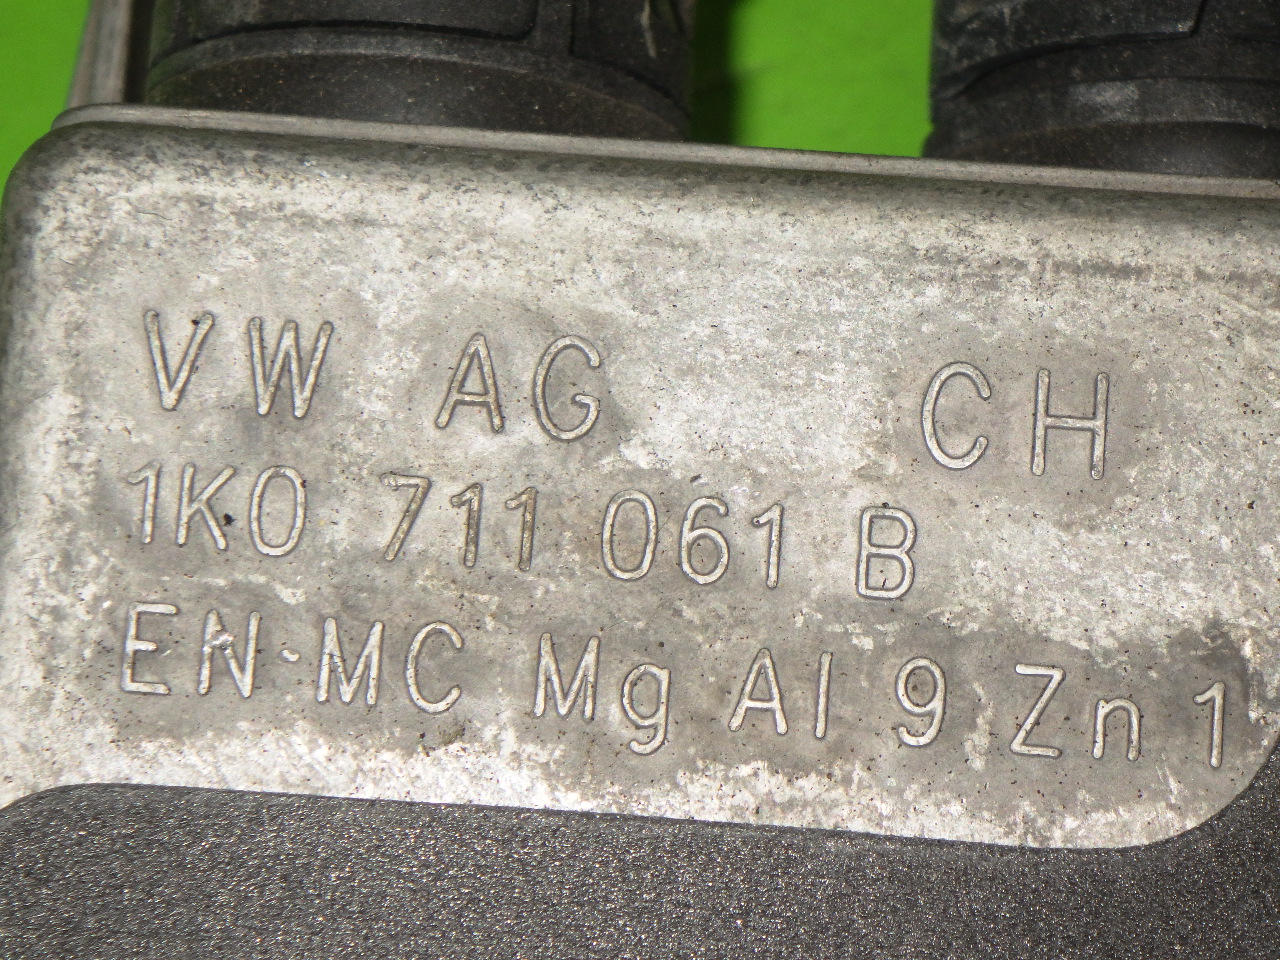 VW AG CH
1K0 711 061 B
EN-MC Mg Al 9 Zn 1